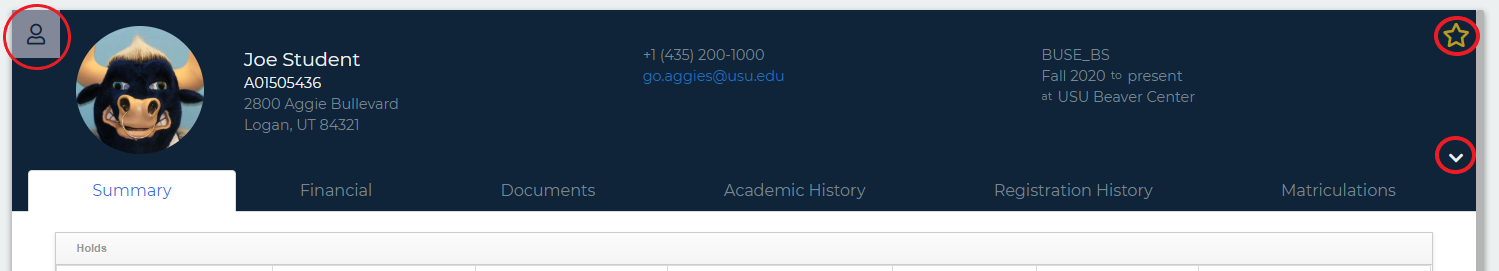 Joe Student
A01505436
2800 Aggie Bullevard
Logan, UT 84321
+1 (435) 200-1000
go.aggies@usu.edu
BUSE_BS
Fall 2020 to present
at USU Beaver Center
Summary Financial Documents Academic History Registration History Matriculations
Holds